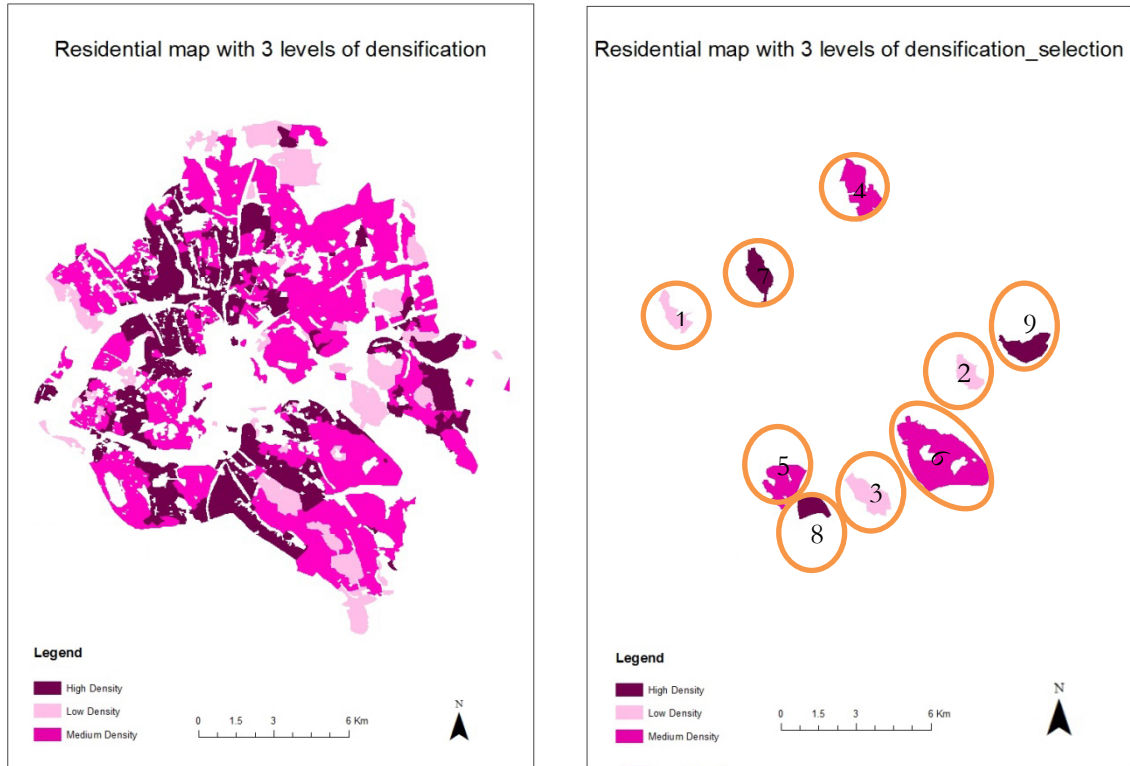 Residential map with 3 levels of densification
Legend
High Density
Low Density
Medium Density
0 1.5 3 6 Km
N
Residential map with 3 levels of densification_selection
4
7
1
9
2
6
5
3
8
Legend
High Density
Low Density
Medium Density
0 1.5 3 6 Km
N